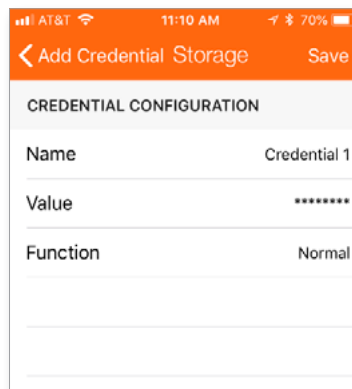 AT&T 11:10 AM 70%
Add Credential Storage Save
CREDENTIAL CONFIGURATION
Name Credential 1
Value ********
Function Normal